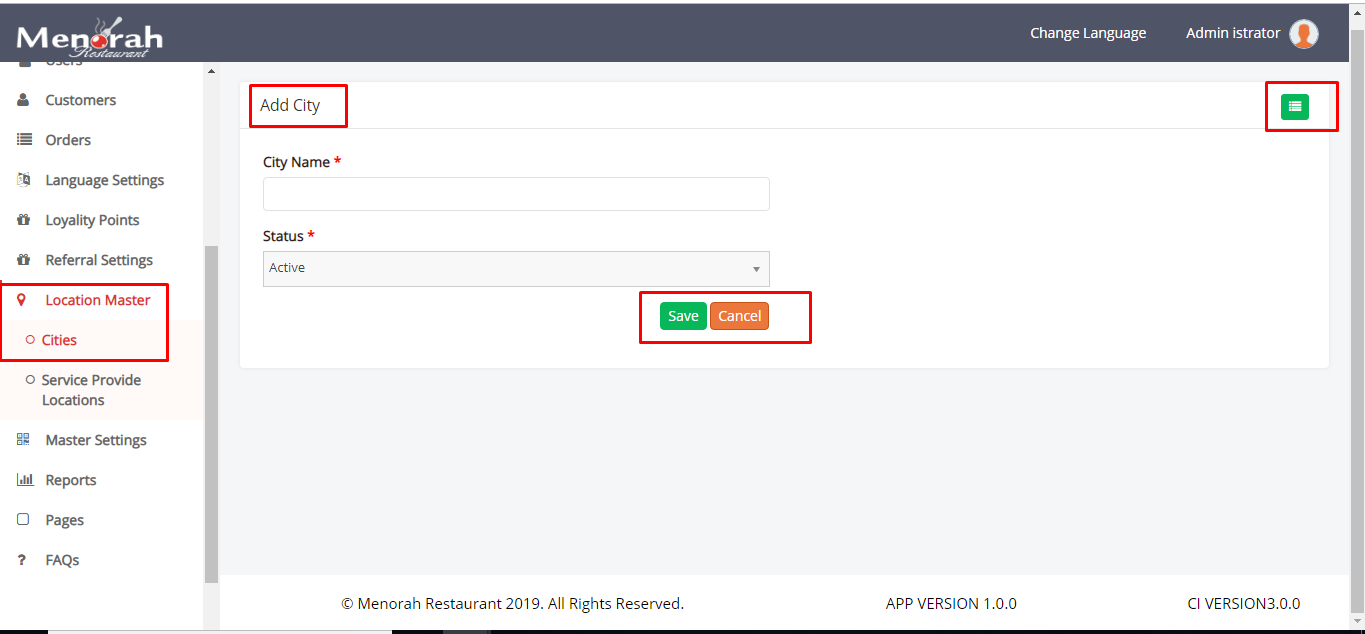 Menorah
Restaurant
Change Language
Admin istrator
Users
Customers
Orders
Language Settings
Loyality Points
Referral Settings
Location Master
Cities
Service Provide
Locations
Master Settings
Reports
Pages
? FAQs
Add City
City Name *
Status *
Active
Save Cancel
© Menorah Restaurant 2019. All Rights Reserved. APP VERSION 1.0.0 CI VERSION3.0.0